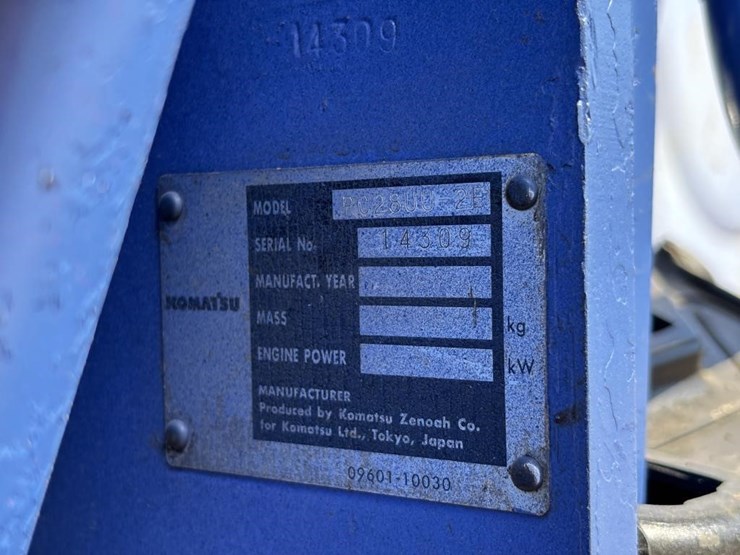 14309
MODEL PC28UU-2E
SERIAL No. 14309
MANUFACT. YEAR
KOMATSU
MASS kg
ENGINE POWER kW
MANUFACTURER
Produced by Komatsu Zenoah Co.
for Komatsu Ltd., Tokyo, Japan
09601-10030